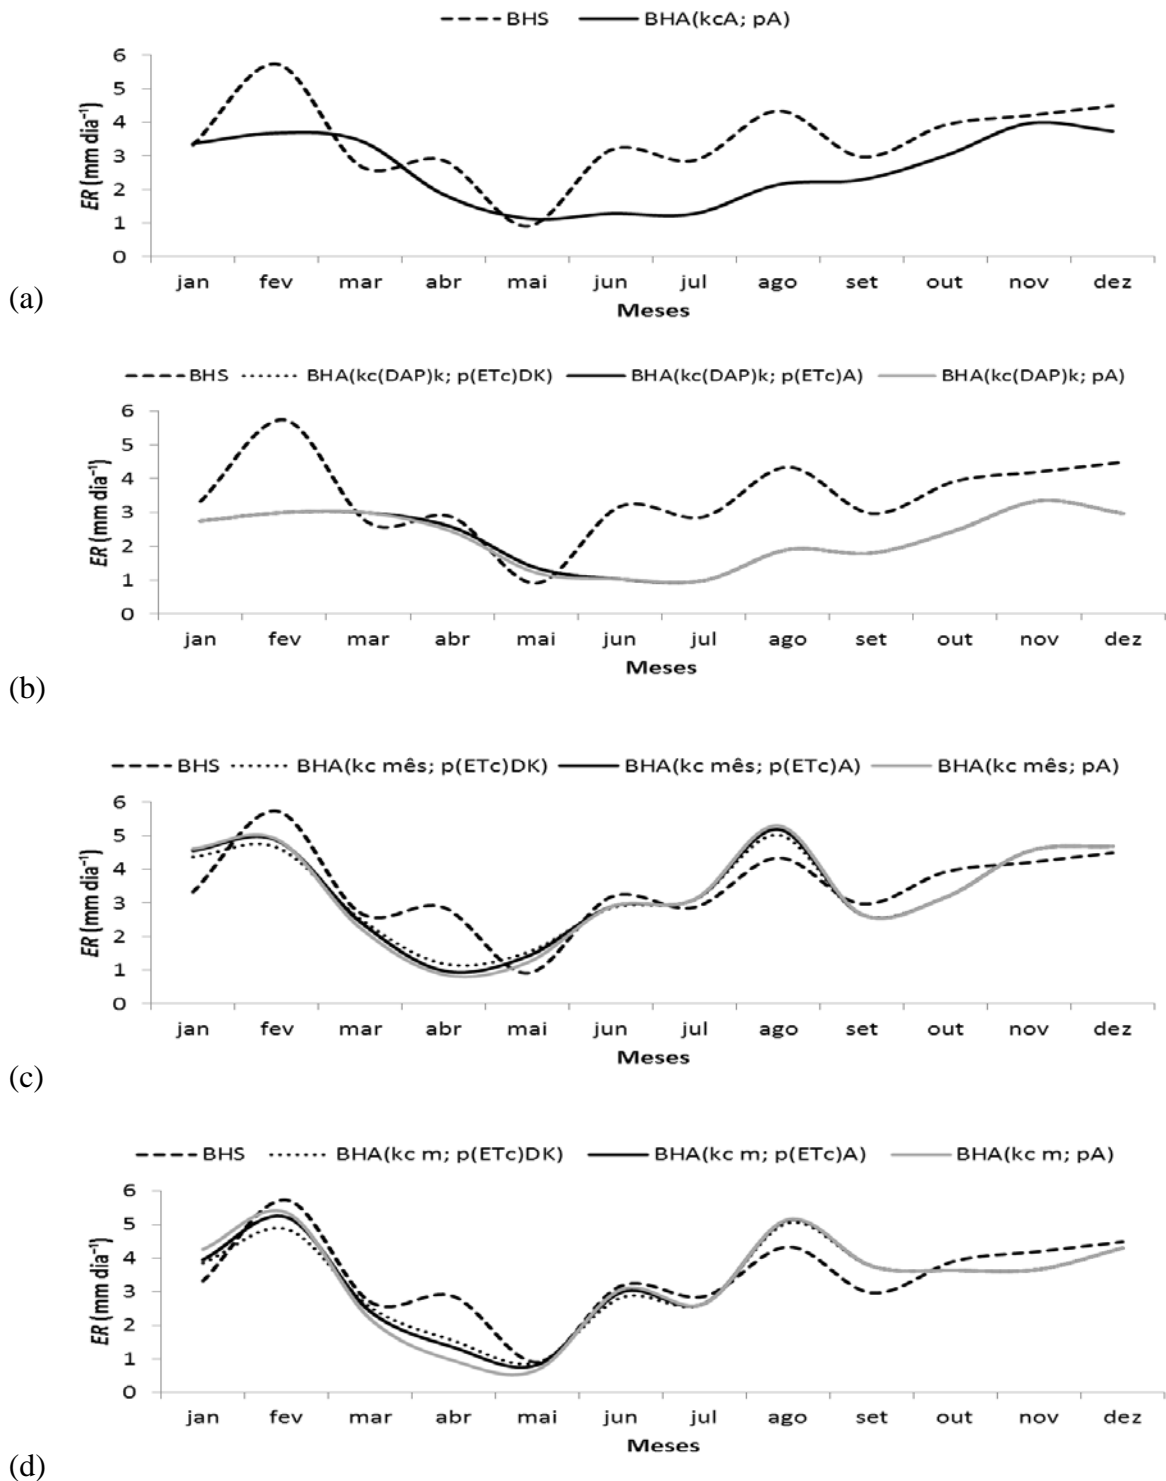 BHS BHA(kcA; pA)
ER (mm dia⁻¹)
6
5
4
3
2
1
0
jan fev mar abr mai jun jul ago set out nov dez
Meses
(a)
BHS BHA(kc(DAP)k; p(ETc)DK) BHA(kc(DAP)k; p(ETc)A) BHA(kc(DAP)k; pA)
ER (mm dia⁻¹)
6
5
4
3
2
1
0
jan fev mar abr mai jun jul ago set out nov dez
Meses
(b)
BHS BHA(kc mês; p(ETc)DK) BHA(kc mês; p(ETc)A) BHA(kc mês; pA)
ER (mm dia⁻¹)
6
5
4
3
2
1
0
jan fev mar abr mai jun jul ago set out nov dez
Meses
(c)
BHS BHA(kc m; p(ETc)DK) BHA(kc m; p(ETc)A) BHA(kc m; pA)
ER (mm dia⁻¹)
6
5
4
3
2
1
0
jan fev mar abr mai jun jul ago set out nov dez
Meses
(d)